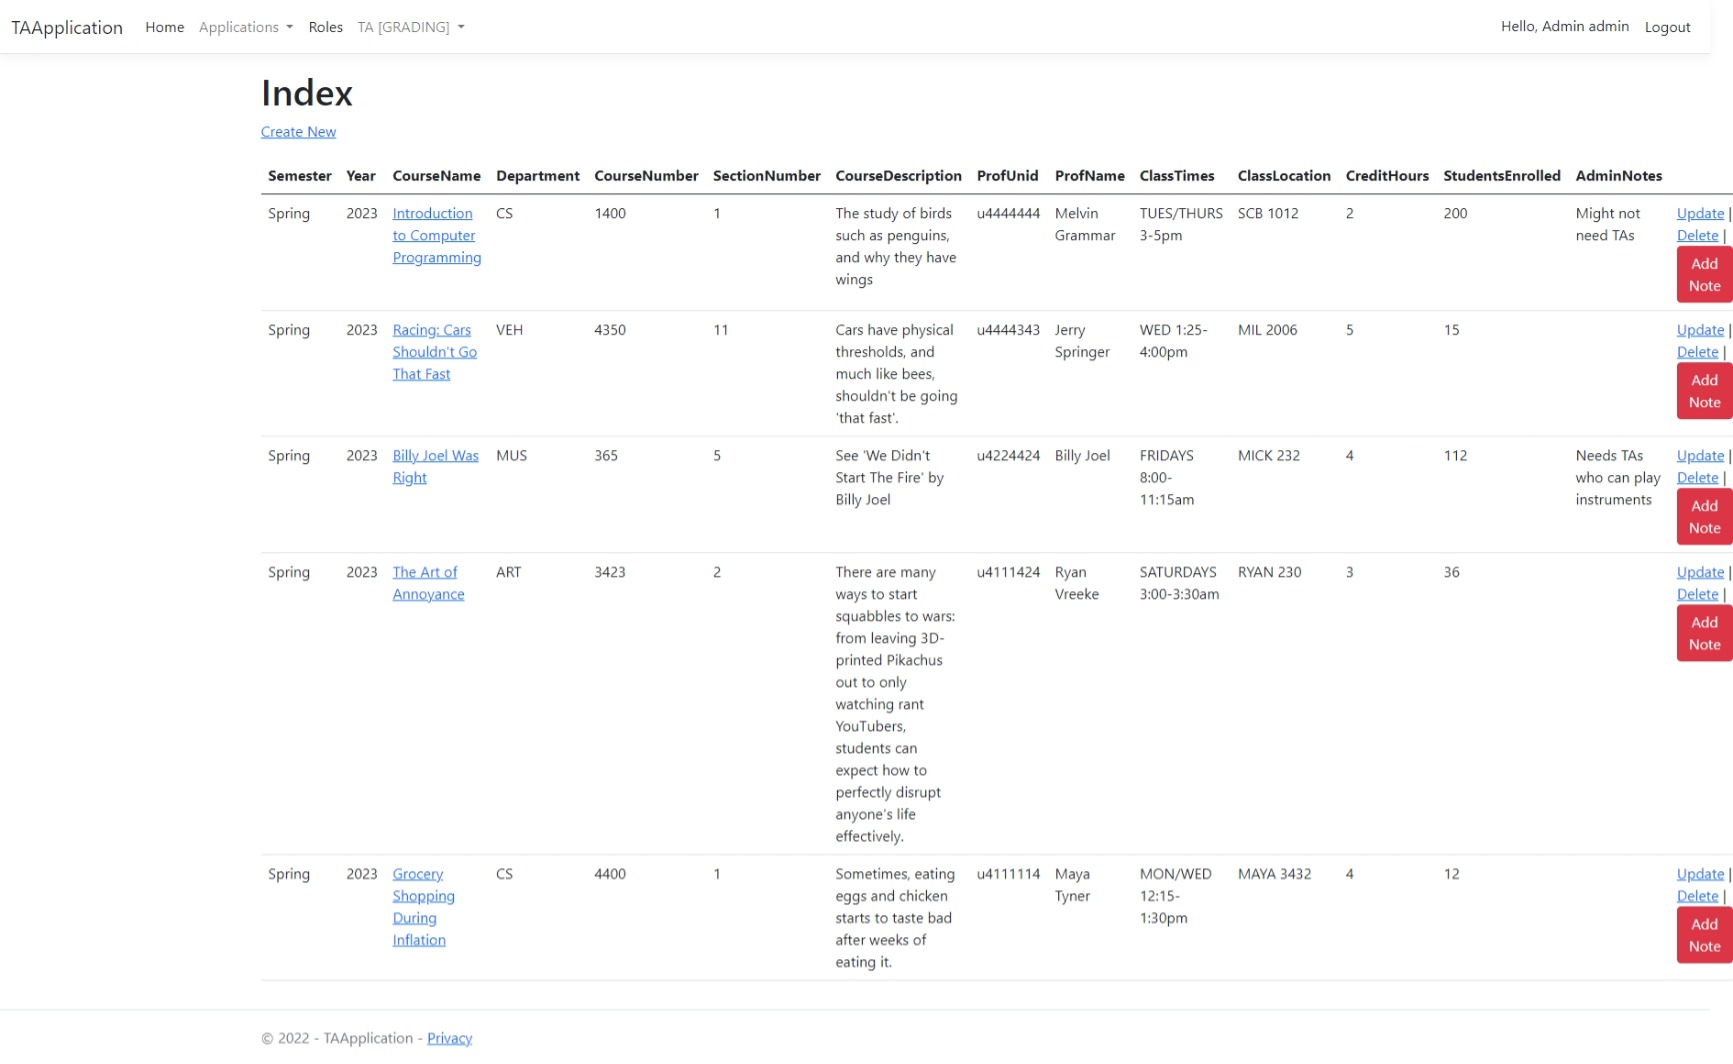 TAApplication Home Applications Roles TA [GRADING] Hello, Admin admin Logout
Index
Create New
Semester Year CourseName Department CourseNumber SectionNumber CourseDescription ProfUnid ProfName ClassTimes ClassLocation CreditHours StudentsEnrolled AdminNotes
Spring 2023 Introduction CS 1400 1 The study of birds u4444444 Melvin TUES/THURS SCB 1012 2 200 Might not Update |
to Computer such as penguins, Grammar 3-5pm need TAs Delete |
Programming and why they have Add
wings Note
Spring 2023 Racing: Cars VEH 4350 11 Cars have physical u4444343 Jerry WED 1:25- MIL 2006 5 15 Update |
Shouldn't Go thresholds, and Springer 4:00pm Delete |
That Fast much like bees, Add
shouldn't be going Note
'that fast'.
Spring 2023 Billy Joel Was MUS 365 5 See 'We Didn't u4224424 Billy Joel FRIDAYS MICK 232 4 112 Needs TAs Update |
Right Start The Fire' by 8:00- who can play Delete |
Billy Joel 11:15am instruments Add
Note
Spring 2023 The Art of ART 3423 2 There are many u4111424 Ryan SATURDAYS RYAN 230 3 36 Update |
Annoyance ways to start Vreeke 3:00-3:30am Delete |
squabbles to wars: Add
from leaving 3D- Note
printed Pikachus
out to only
watching rant
YouTubers,
students can
expect how to
perfectly disrupt
anyone's life
effectively.
Spring 2023 Grocery CS 4400 1 Sometimes, eating u4111114 Maya MON/WED MAYA 3432 4 12 Update |
Shopping eggs and chicken Tyner 12:15- Delete |
During starts to taste bad 1:30pm Add
Inflation after weeks of Note
eating it.
© 2022 - TAApplication - Privacy